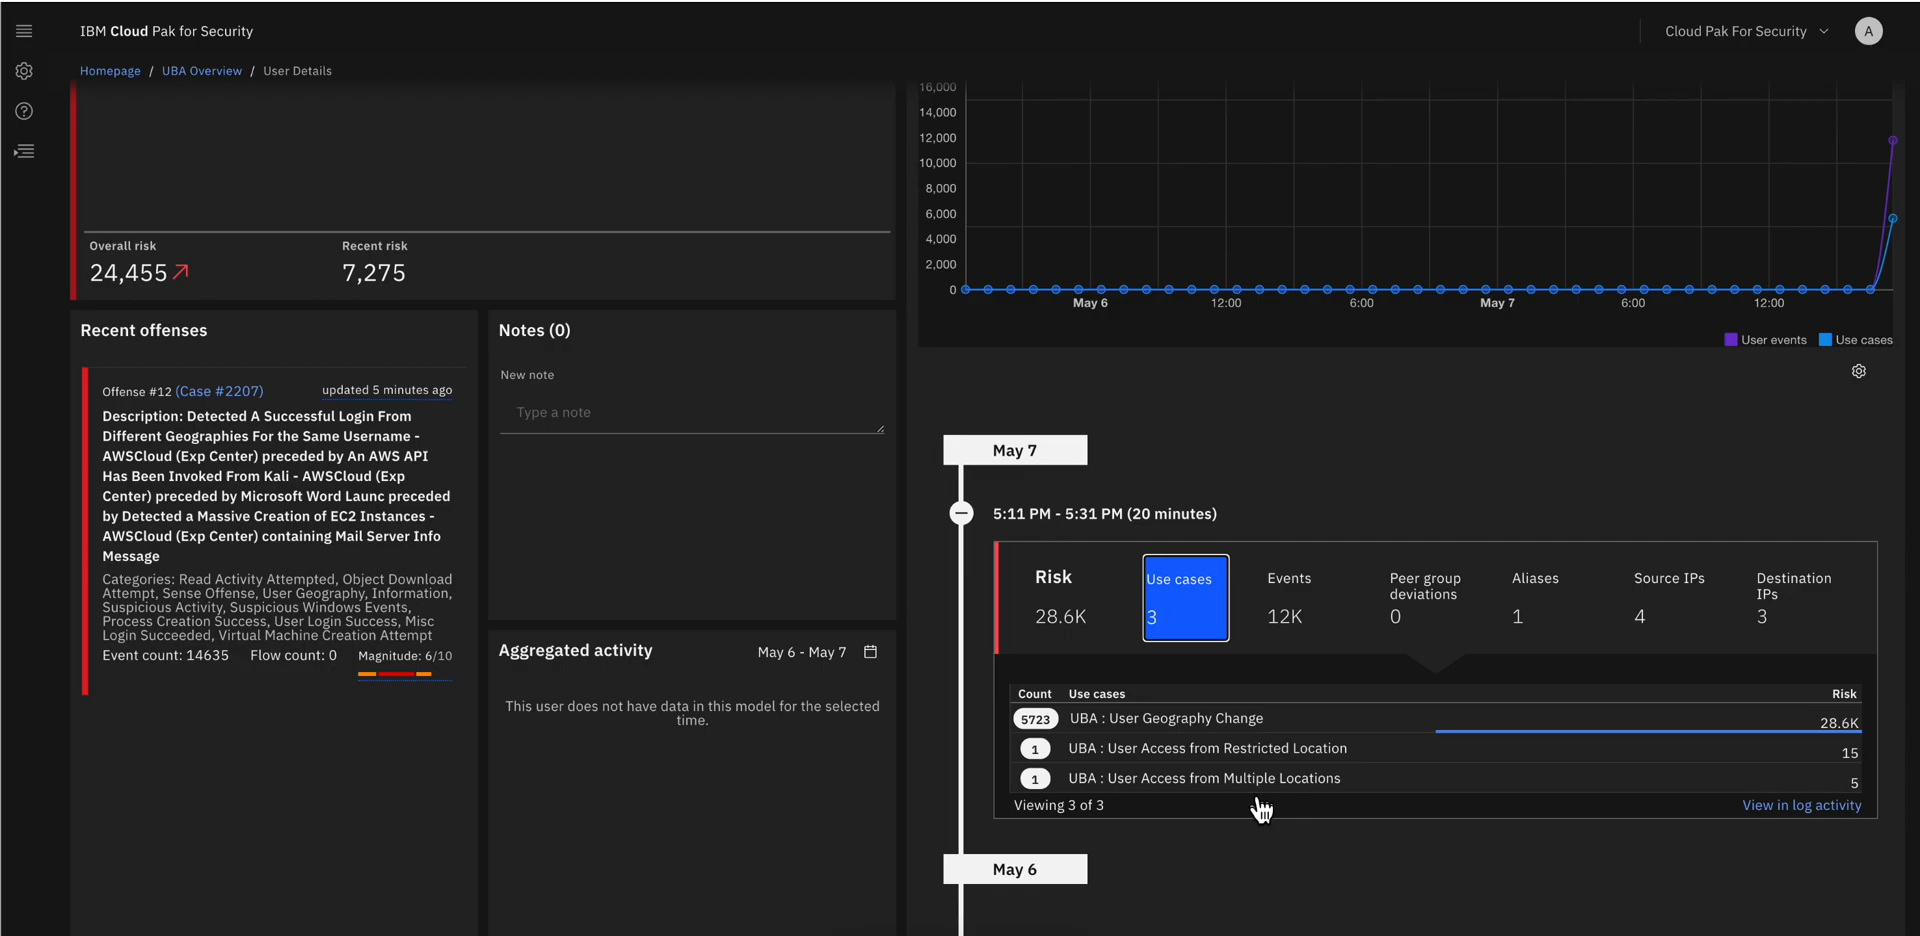 IBM Cloud Pak for Security
Cloud Pak For Security
A
Homepage / UBA Overview / User Details
Overall risk
24,455
Recent risk
7,275
Recent offenses
Offense #12 (Case #2207)
updated 5 minutes ago
Description: Detected A Successful Login From
Different Geographies For the Same Username -
AWSCloud (Exp Center) preceded by An AWS API
Has Been Invoked From Kali - AWSCloud (Exp
Center) preceded by Microsoft Word Launc preceded
by Detected a Massive Creation of EC2 Instances -
AWSCloud (Exp Center) containing Mail Server Info
Message
Categories: Read Activity Attempted, Object Download
Attempt, Sense Offense, User Geography, Information,
Suspicious Activity, Suspicious Windows Events,
Process Creation Success, User Login Success, Misc
Login Succeeded, Virtual Machine Creation Attempt
Event count: 14635 Flow count: 0 Magnitude: 6/10
Notes (0)
New note
Type a note
Aggregated activity
May 6 - May 7
This user does not have data in this model for the selected
time.
16,000
14,000
12,000
10,000
8,000
6,000
4,000
2,000
0
May 6 12:00 6:00 May 7 6:00 12:00
User events Use cases
May 7
5:11 PM - 5:31 PM (20 minutes)
Risk
28.6K
Use cases
3
Events
12K
Peer group
deviations
0
Aliases
1
Source IPs
4
Destination
IPs
3
Count Use cases Risk
5723 UBA : User Geography Change 28.6K
1 UBA : User Access from Restricted Location 15
1 UBA : User Access from Multiple Locations 5
Viewing 3 of 3
View in log activity
May 6